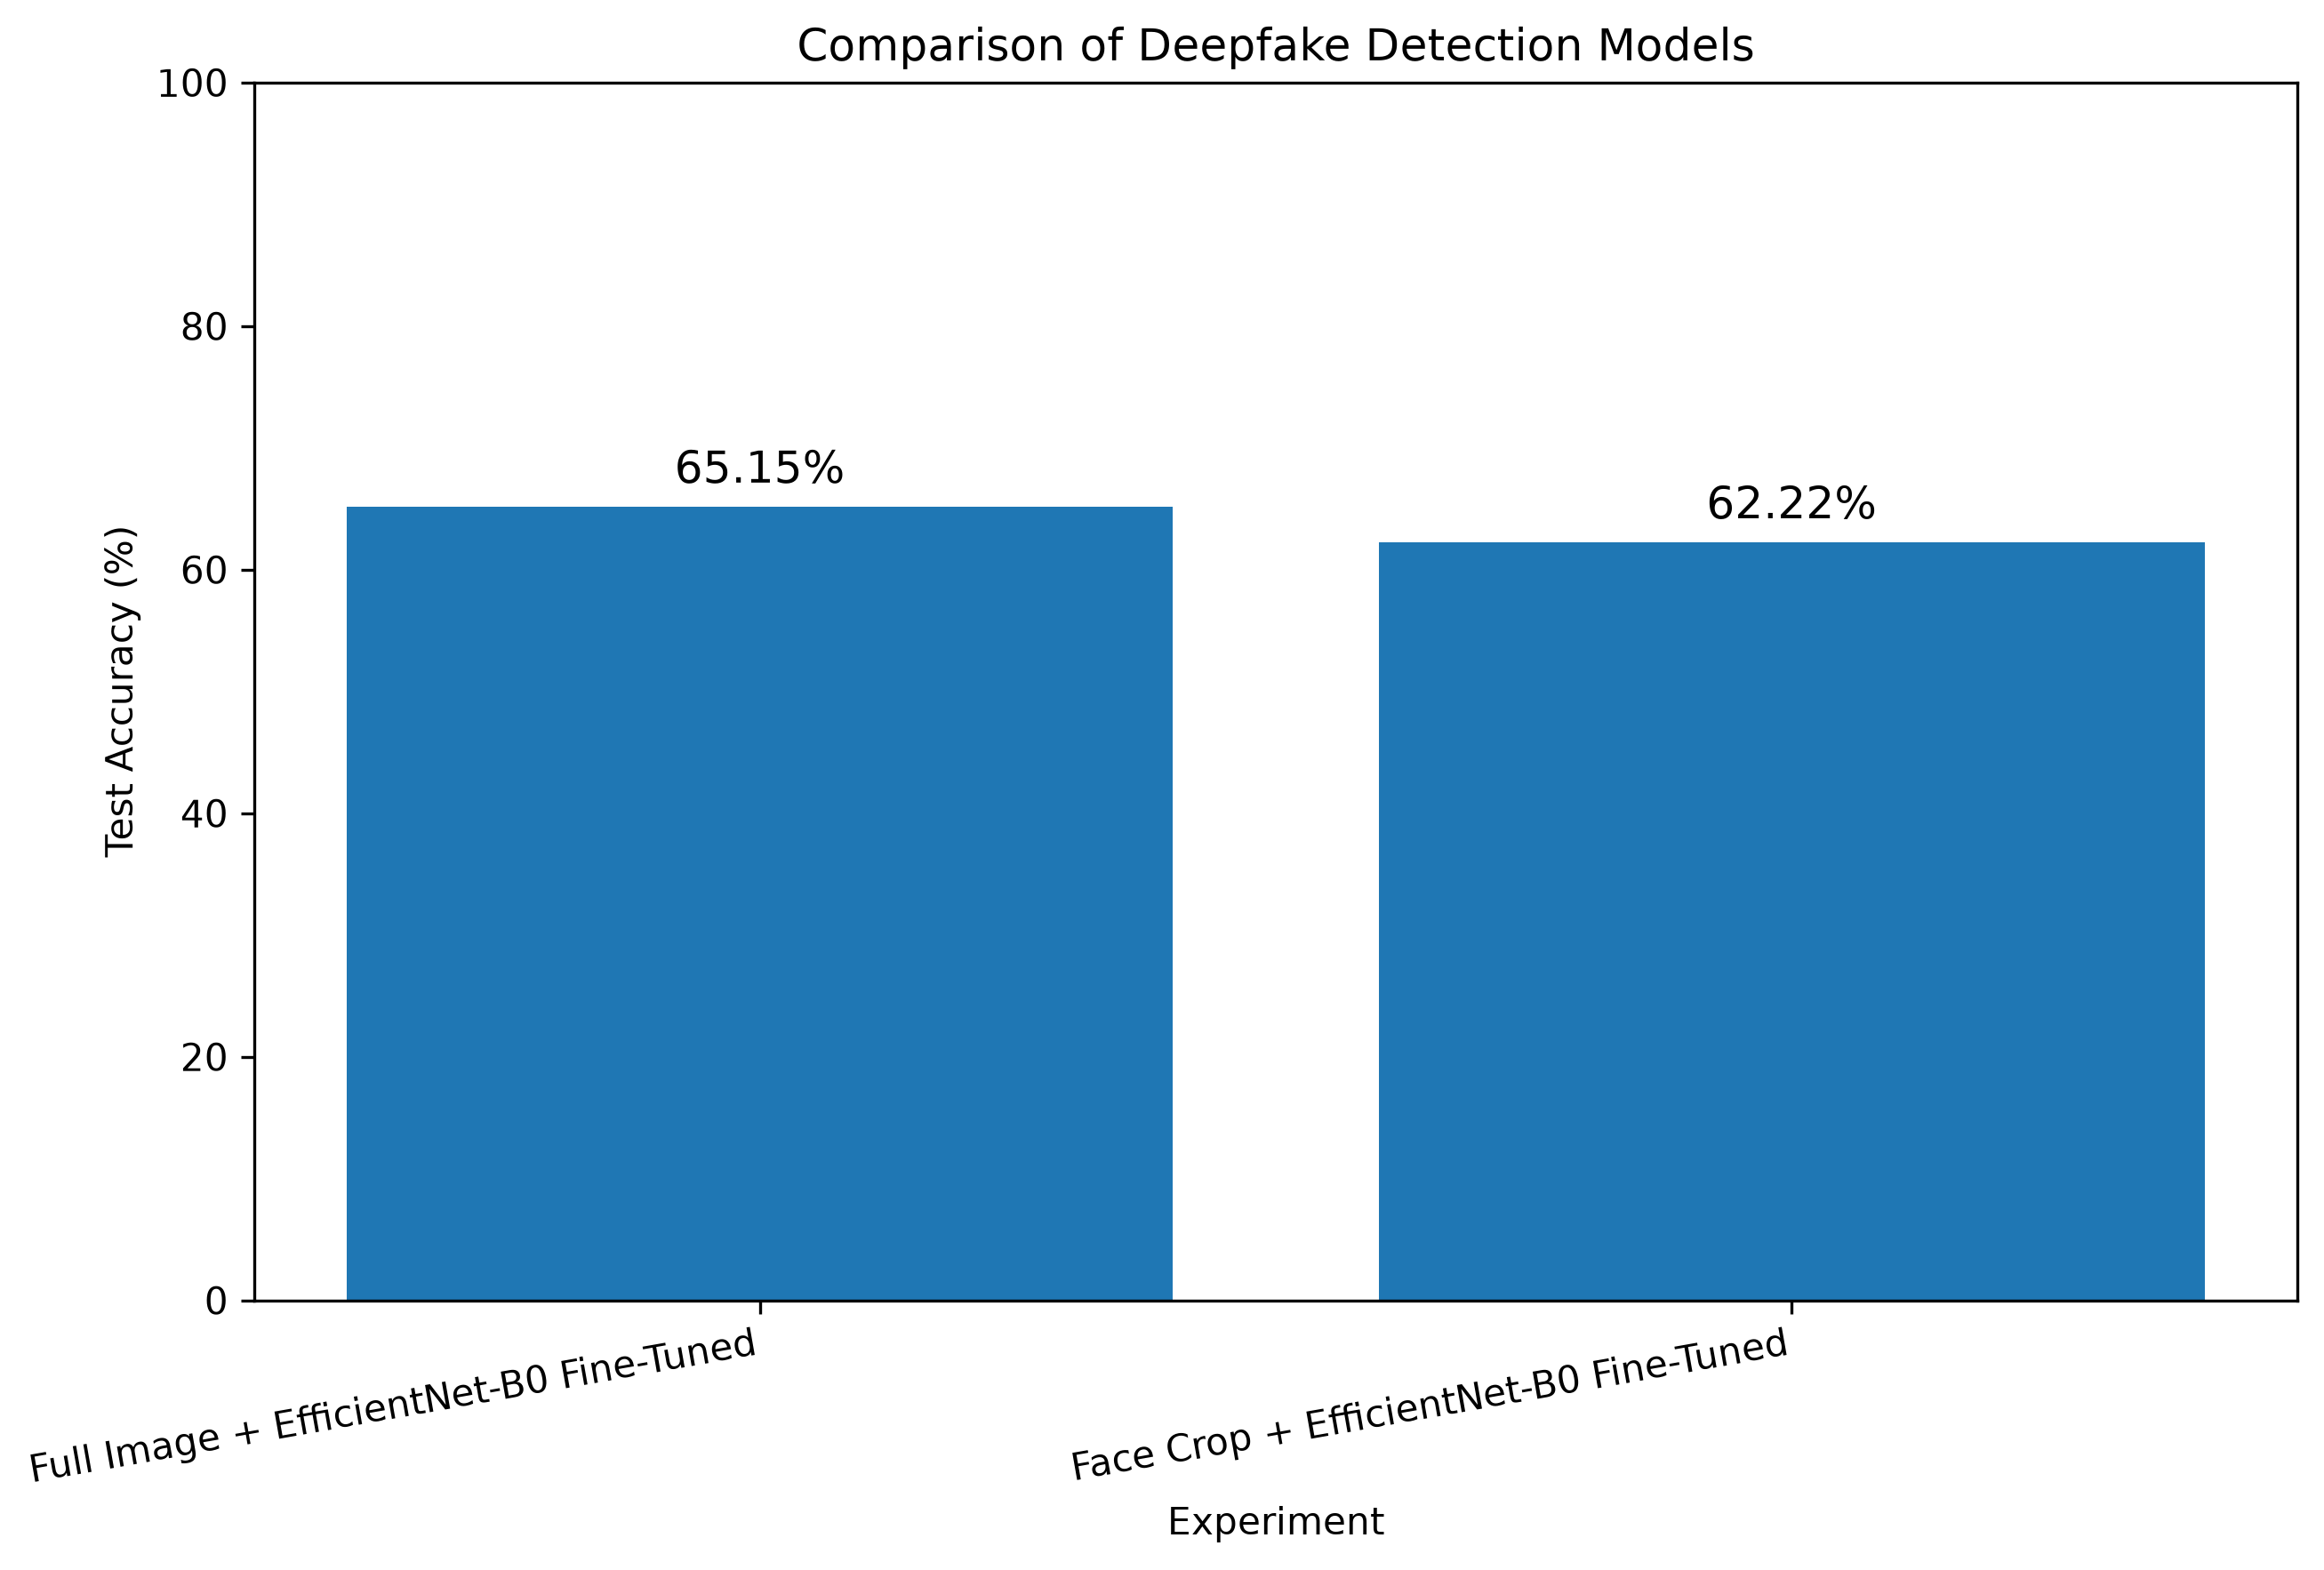 Comparison of Deepfake Detection Models
100
80
60
40
20
0
Test Accuracy (%)
65.15%
62.22%
Full Image + EfficientNet-B0 Fine-Tuned
Face Crop + EfficientNet-B0 Fine-Tuned
Experiment